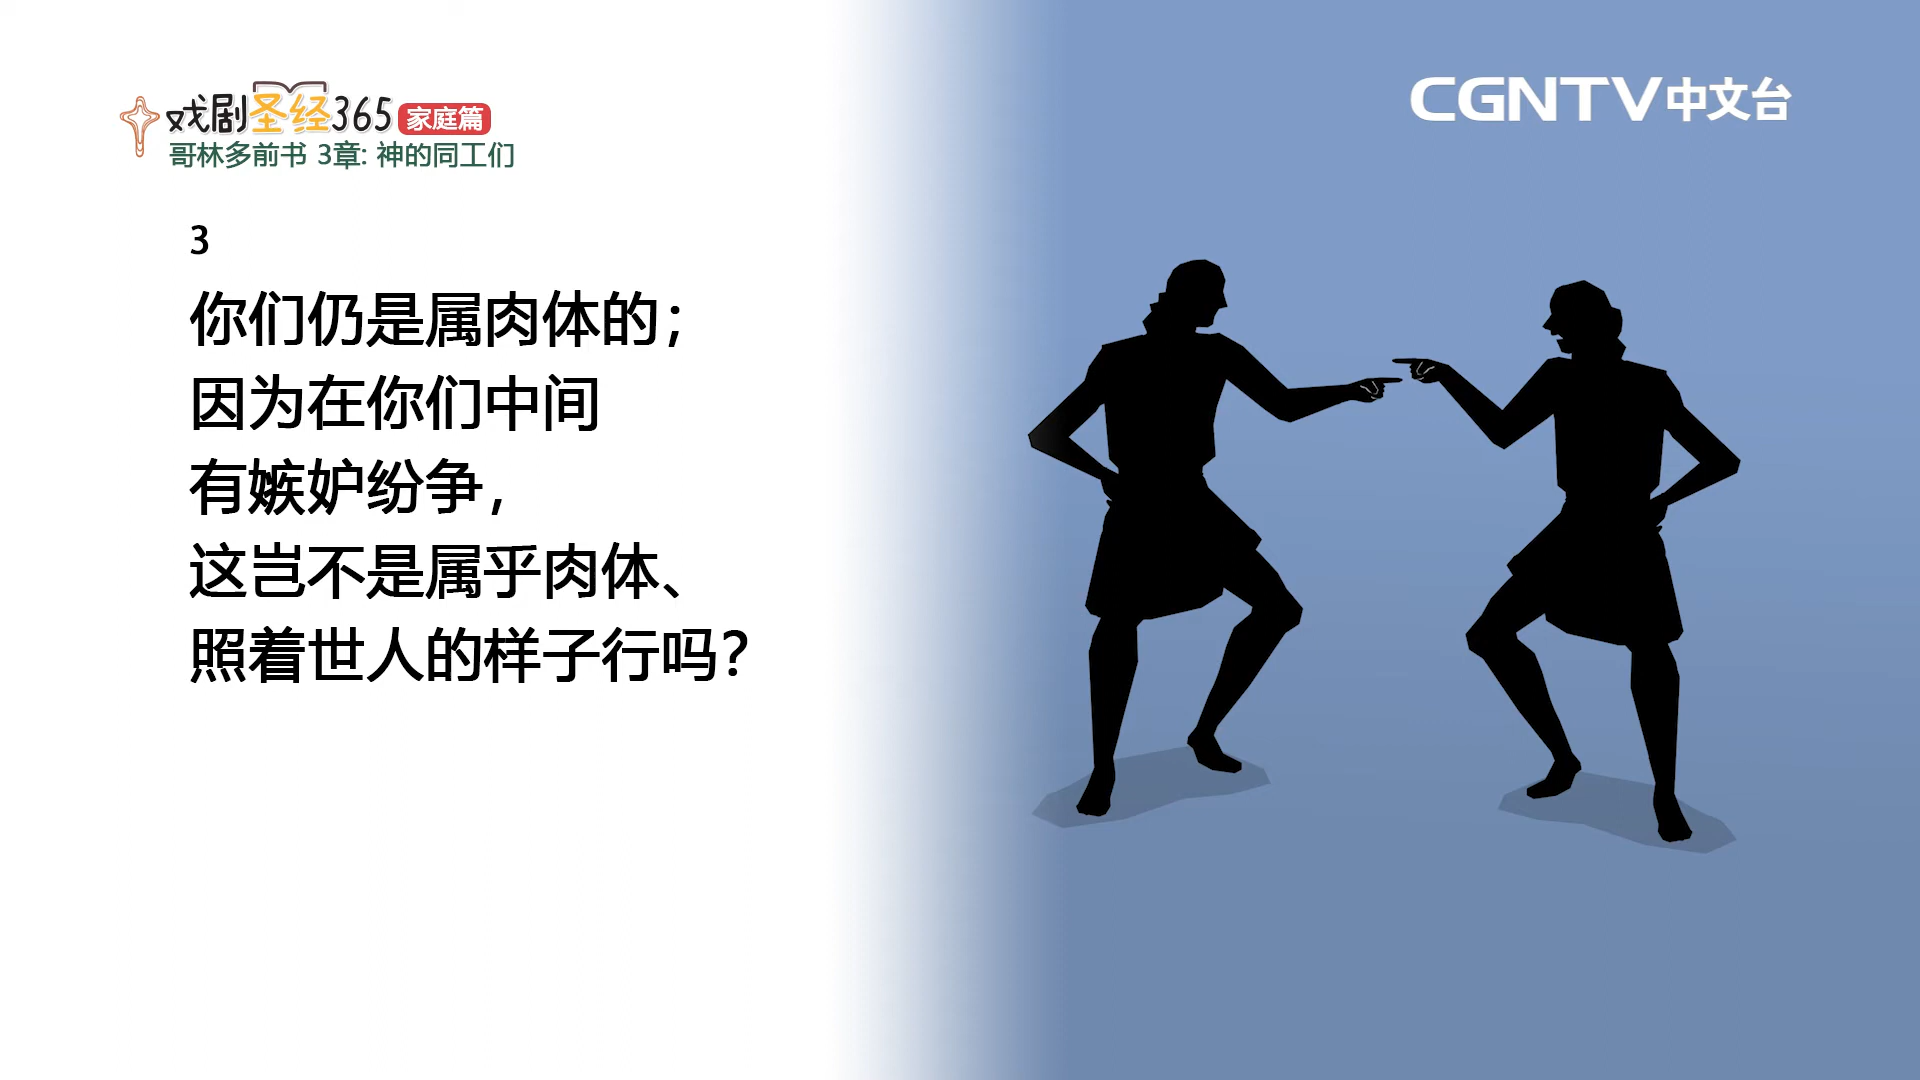 戏剧圣经365 家庭篇
哥林多前书 3章: 神的同工们
CGNTV中文台
3
你们仍是属肉体的;
因为在你们中间
有嫉妒纷争,
这岂不是属乎肉体、
照着世人的样子行吗?